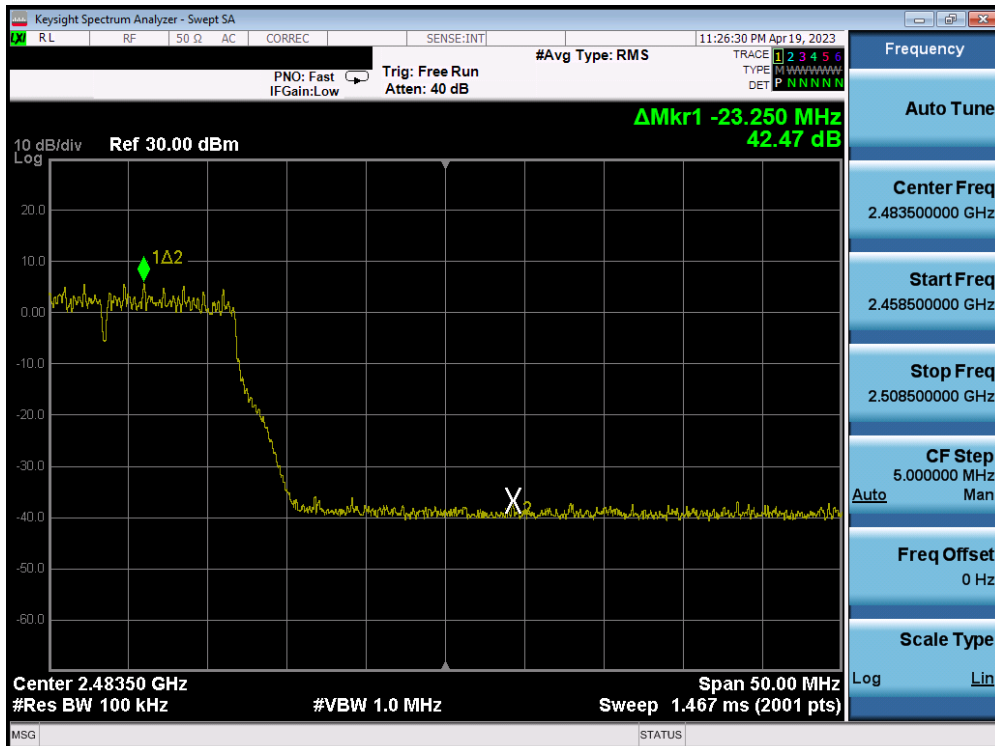 Keysight Spectrum Analyzer - Swept SA
LXI RL RF 50 Ω AC CORREC SENSE:INT 11:26:30 PM Apr 19, 2023
PNO: Fast
IFGain:Low
Trig: Free Run
Atten: 40 dB
#Avg Type: RMS
TRACE 1 2 3 4 5 6
TYPE M W W W W W
DET P N N N N N
ΔMkr1 -23.250 MHz
42.47 dB
10 dB/div Ref 30.00 dBm
Log
20.0
10.0
0.00
-10.0
-20.0
-30.0
-40.0
-50.0
-60.0
1Δ2
X2
Center 2.48350 GHz Span 50.00 MHz
#Res BW 100 kHz #VBW 1.0 MHz Sweep 1.467 ms (2001 pts)
MSG STATUS
Frequency
Auto Tune
Center Freq
2.483500000 GHz
Start Freq
2.458500000 GHz
Stop Freq
2.508500000 GHz
CF Step
5.000000 MHz
Auto Man
Freq Offset
0 Hz
Scale Type
Log Lin